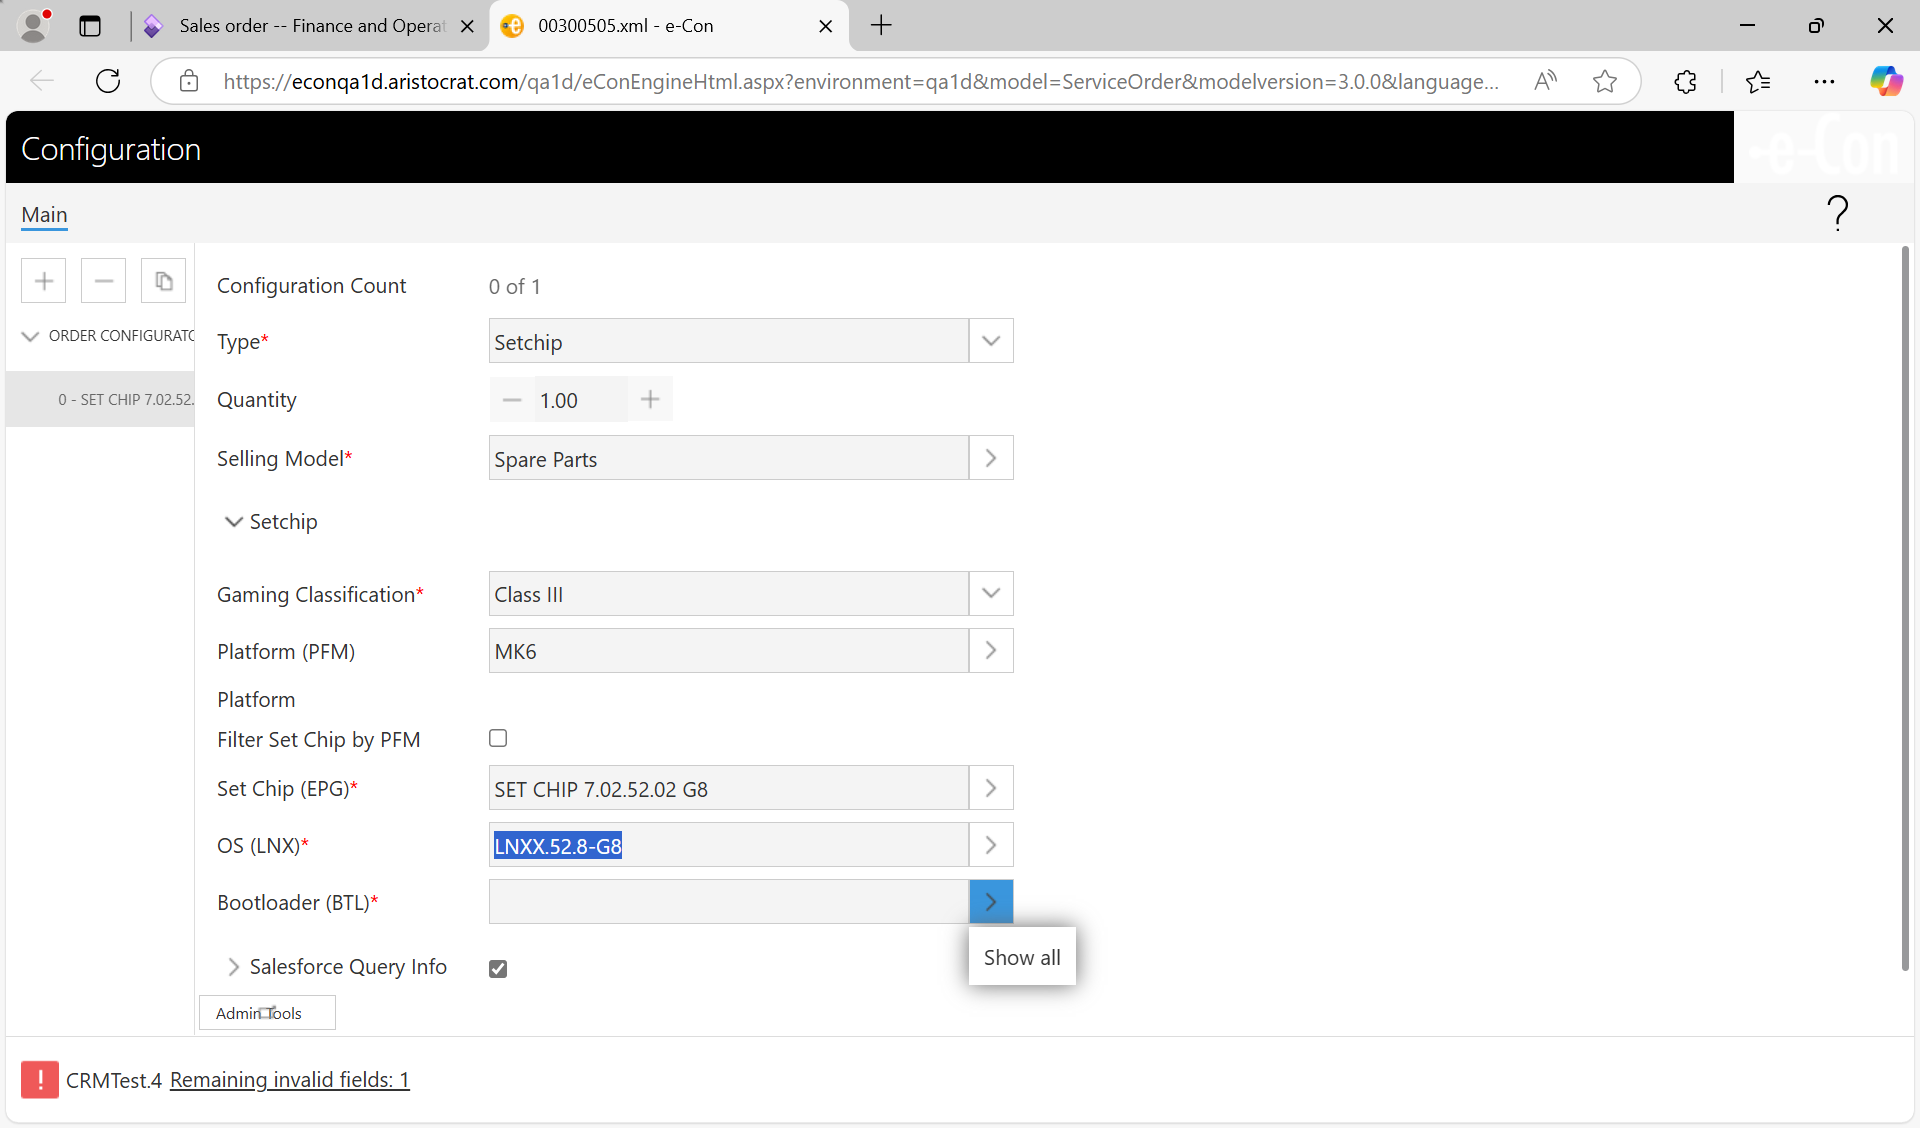 Sales order -- Finance and Operat
00300505.xml - e-Con
https://econqa1d.aristocrat.com/qa1d/eConEngineHtml.aspx?environment=qa1d&model=ServiceOrder&modelversion=3.0.0&language...
Configuration
e-Con
Main
?
Configuration Count 0 of 1
ORDER CONFIGURATO
Type* Setchip
0 - SET CHIP 7.02.52.
Quantity 1.00
Selling Model* Spare Parts
Setchip
Gaming Classification* Class III
Platform (PFM) MK6
Platform
Filter Set Chip by PFM
Set Chip (EPG)* SET CHIP 7.02.52.02 G8
OS (LNX)* LNXX.52.8-G8
Bootloader (BTL)*
Show all
Salesforce Query Info
Admin Tools
! CRMTest.4 Remaining invalid fields: 1